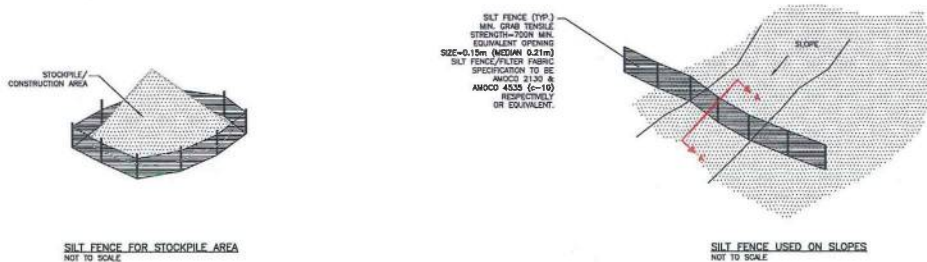 STOCKPILE/
CONSTRUCTION AREA
SILT FENCE FOR STOCKPILE AREA
NOT TO SCALE
SILT FENCE (TYP.)
MIN. GRAB TENSILE
STRENGTH=700N MIN.
EQUIVALENT OPENING
SIZE=0.15m (MEDIAN 0.21m)
SILT FENCE/FILTER FABRIC
SPECIFICATION TO BE
AMOCO 2130 &
AMOCO 4535 (c-10)
RESPECTIVELY
OR EQUIVALENT.
SLOPE
A
A
SILT FENCE USED ON SLOPES
NOT TO SCALE